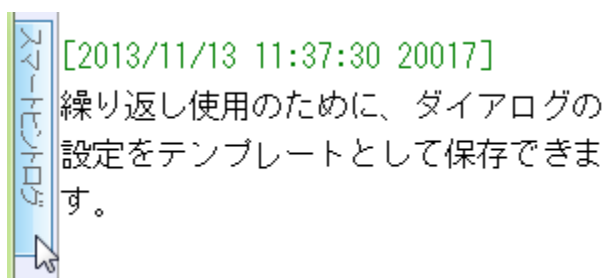 スマートヒントログ
[2013/11/13 11:37:30 20017]
繰り返し使用のために、ダイアログの
設定をテンプレートとして保存できま
す。